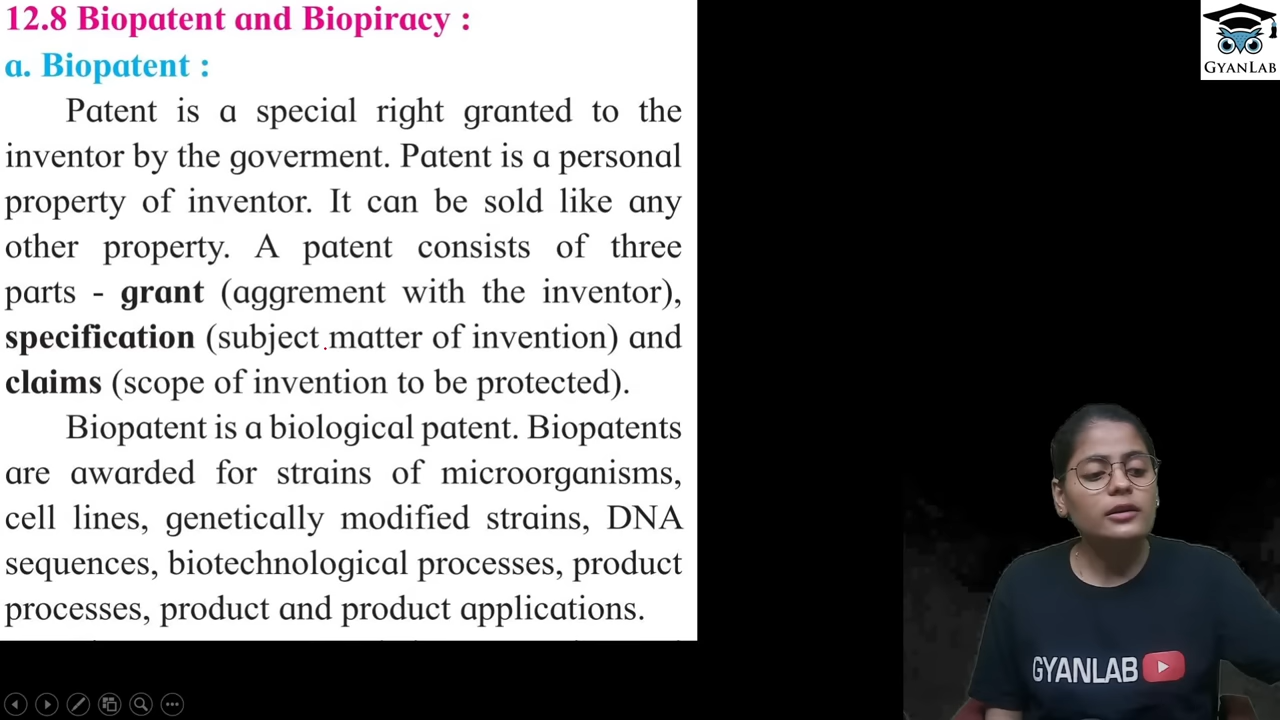 12.8 Biopatent and Biopiracy :
a. Biopatent :
Patent is a special right granted to the
inventor by the goverment. Patent is a personal
property of inventor. It can be sold like any
other property. A patent consists of three
parts - grant (aggrement with the inventor),
specification (subject matter of invention) and
claims (scope of invention to be protected).
Biopatent is a biological patent. Biopatents
are awarded for strains of microorganisms,
cell lines, genetically modified strains, DNA
sequences, biotechnological processes, product
processes, product and product applications.
GYANLAB
GYANLAB